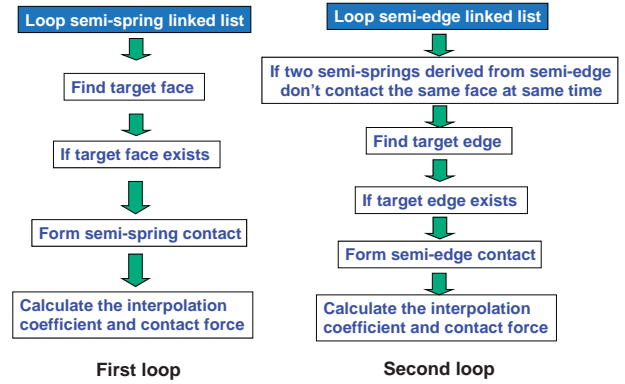 Loop semi-spring linked list
Find target face
If target face exists
Form semi-spring contact
Calculate the interpolation
coefficient and contact force
First loop
Loop semi-edge linked list
If two semi-springs derived from semi-edge
don't contact the same face at same time
Find target edge
If target edge exists
Form semi-edge contact
Calculate the interpolation
coefficient and contact force
Second loop